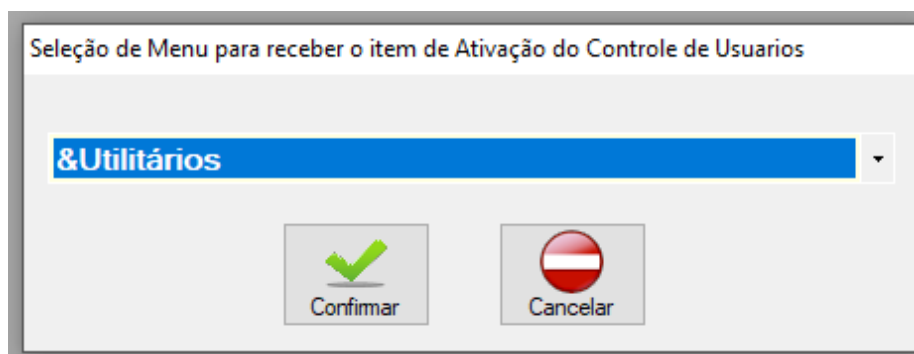 Seleção de Menu para receber o item de Ativação do Controle de Usuarios
&Utilitários
Confirmar
Cancelar